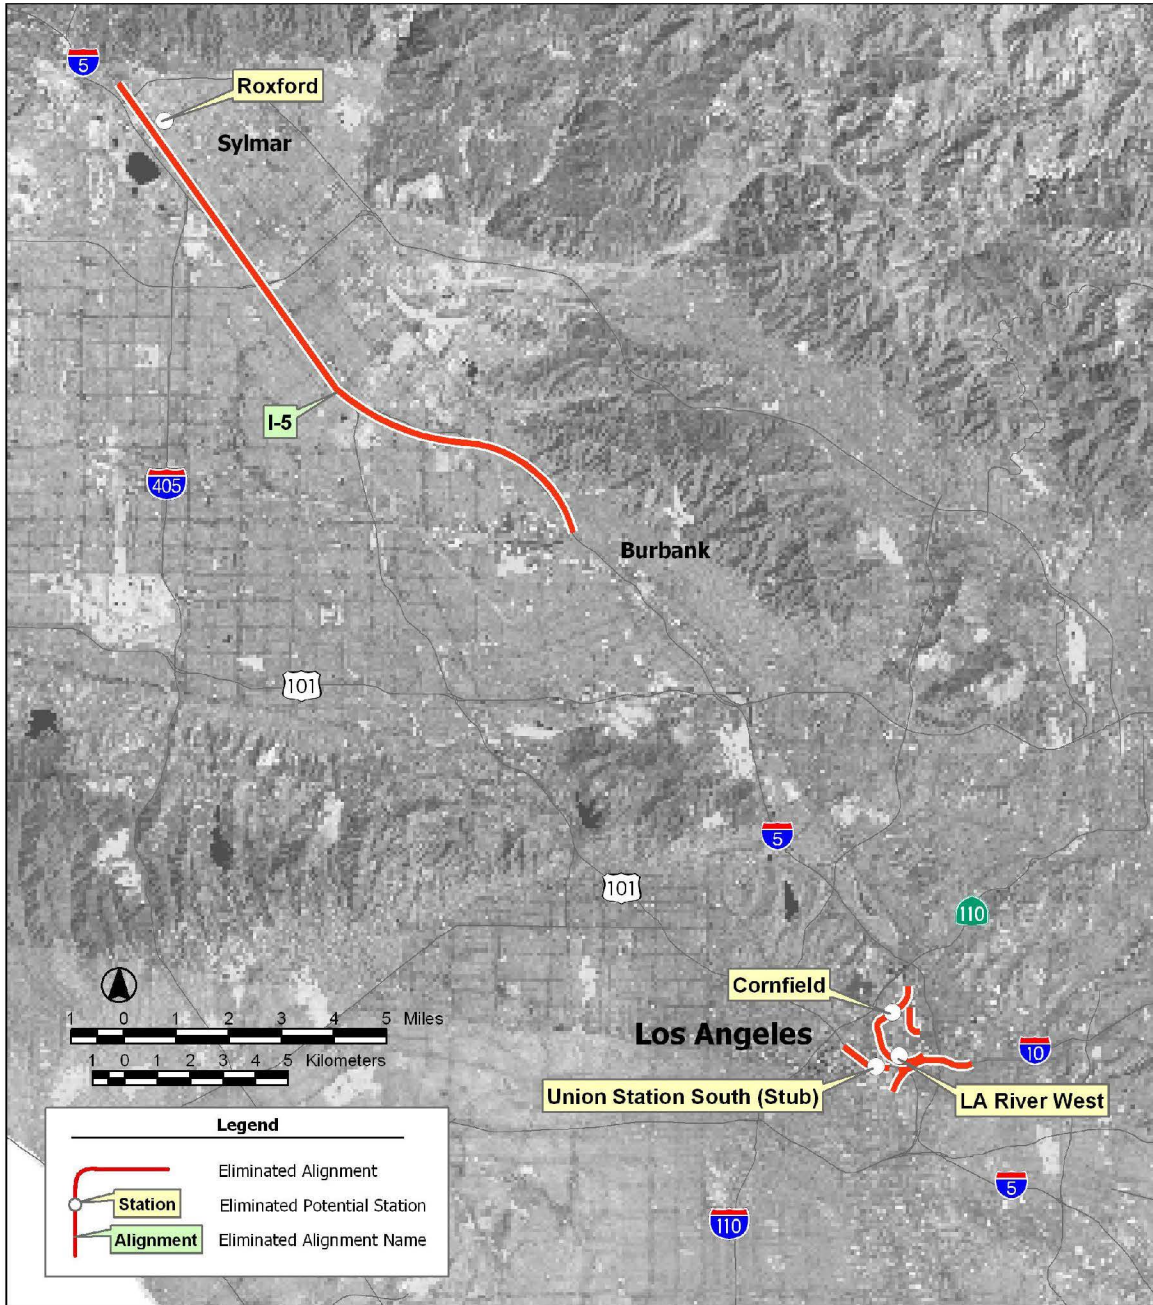 5
Roxford
Sylmar
I-5
405
Burbank
101
5
101
110
Cornfield
Los Angeles
10
Union Station South (Stub)
LA River West
1 0 1 2 3 4 5 Miles
1 0 1 2 3 4 5 Kilometers
5
110
Legend
Eliminated Alignment
Station Eliminated Potential Station
Alignment Eliminated Alignment Name